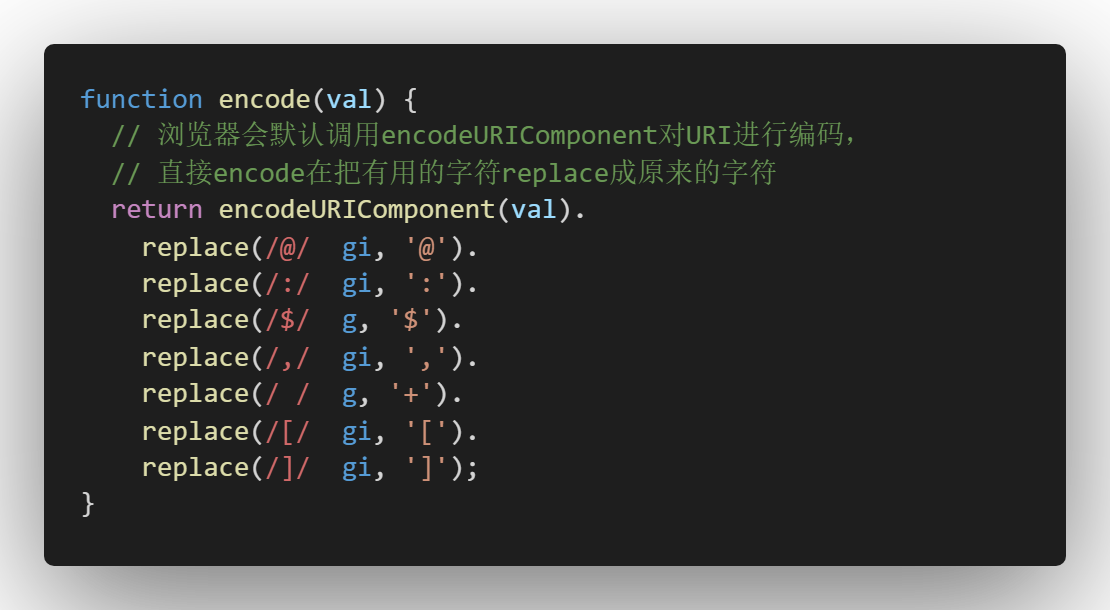 function encode(val) {
  // 浏览器会默认调用encodeURIComponent对URI进行编码，
  // 直接encode在把有用的字符replace成原来的字符
  return encodeURIComponent(val).
    replace(/@/  gi, '@').
    replace(/:/  gi, ':').
    replace(/$/  g, '$').
    replace(/,/  gi, ',').
    replace(/ /  g, '+').
    replace(/[/  gi, '[').
    replace(/]/  gi, ']');
}